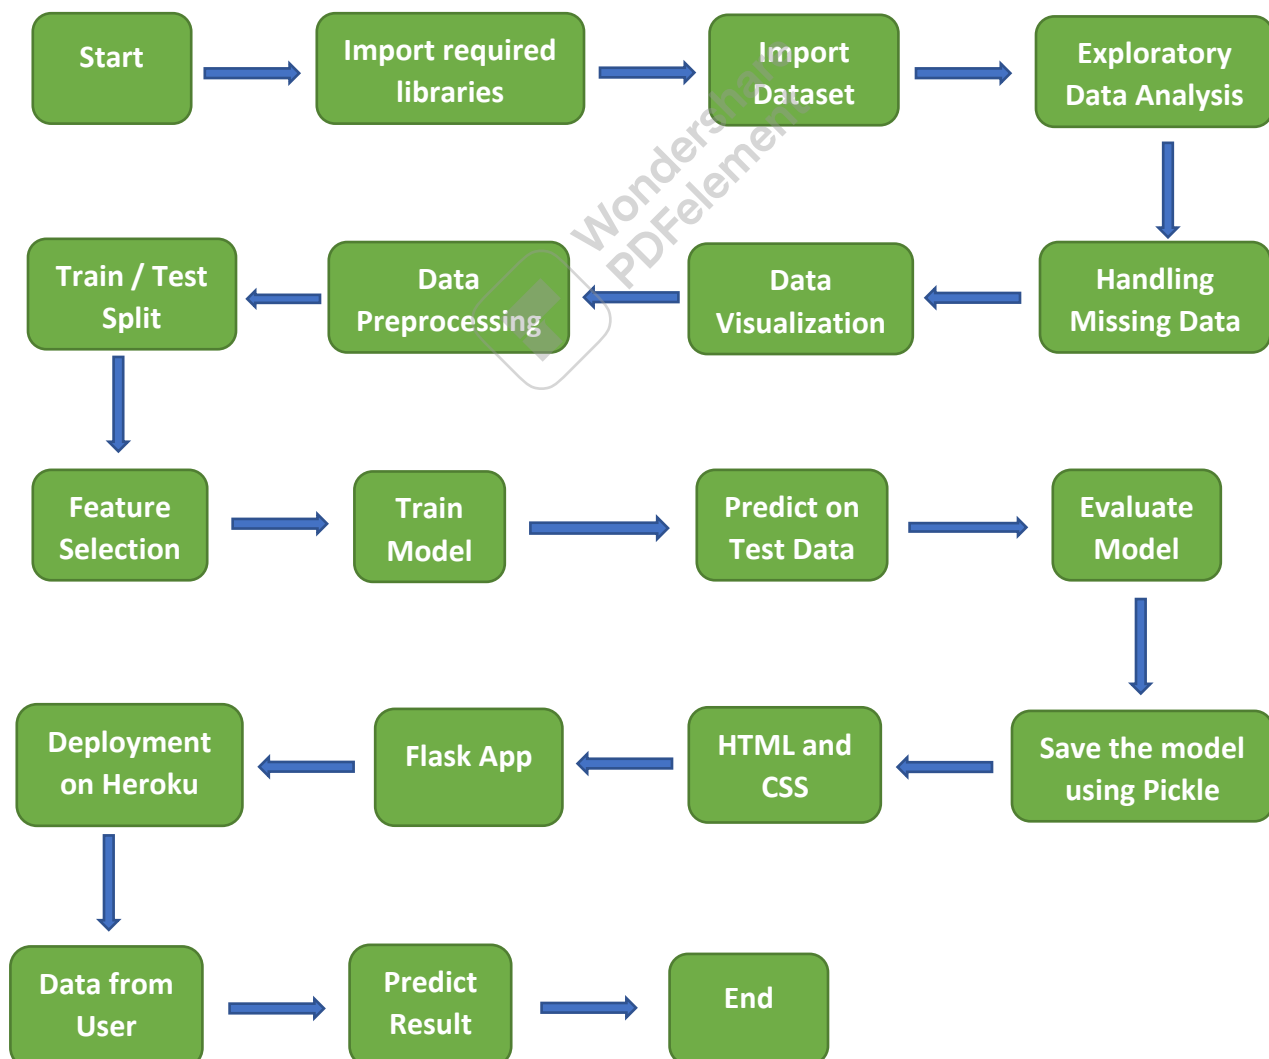 Start
Import required
libraries
Import
Dataset
Exploratory
Data Analysis
Wondershare
PDFelement
Train / Test
Split
Data
Preprocessing
Data
Visualization
Handling
Missing Data
Feature
Selection
Train
Model
Predict on
Test Data
Evaluate
Model
Deployment
on Heroku
Flask App
HTML and
CSS
Save the model
using Pickle
Data from
User
Predict
Result
End